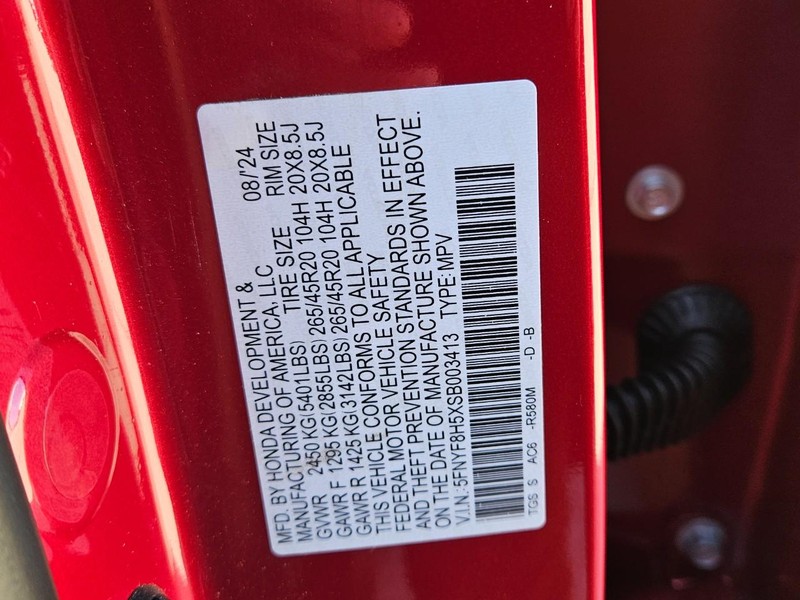 MFD. BY HONDA DEVELOPMENT &
MANUFACTURING OF AMERICA, LLC 08/'24
TIRE SIZE RIM SIZE
GVWR 2450 KG(5401LBS)
GAWR F 1295 KG(2855LBS) 265/45R20 104H 20X8.5J
GAWR R 1425 KG(3142LBS) 265/45R20 104H 20X8.5J
THIS VEHICLE CONFORMS TO ALL APPLICABLE
FEDERAL MOTOR VEHICLE SAFETY
AND THEFT PREVENTION STANDARDS IN EFFECT
ON THE DATE OF MANUFACTURE SHOWN ABOVE.
V.I.N.: 5FNYF8H5XSB003413 TYPE: MPV
TGS S AC6 -R580M -D -B